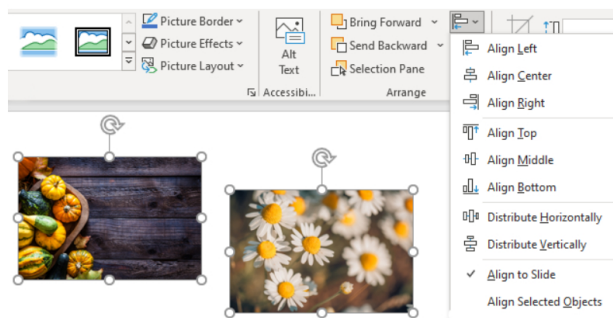 Picture Border
Picture Effects
Picture Layout
Alt
Text
Accessibi...
Bring Forward
Send Backward
Selection Pane
Arrange
Align Left
Align Center
Align Right
Align Top
Align Middle
Align Bottom
Distribute Horizontally
Distribute Vertically
Align to Slide
Align Selected Objects